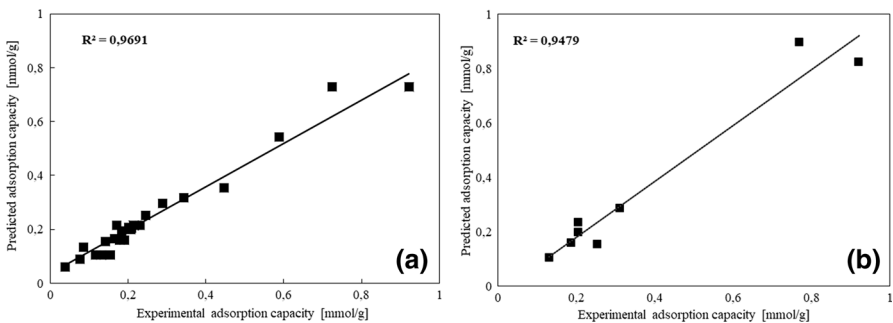 1
0,8
0,6
0,4
0,2
0
Predicted adsorption capacity [mmol/g]
R² = 0,9691
(a)
0 0,2 0,4 0,6 0,8 1
Experimental adsorption capacity [mmol/g]
1
0,8
0,6
0,4
0,2
0
Predicted adsorption capacity [mmol/g]
R² = 0,9479
(b)
0 0,2 0,4 0,6 0,8 1
Experimental adsorption capacity [mmol/g]